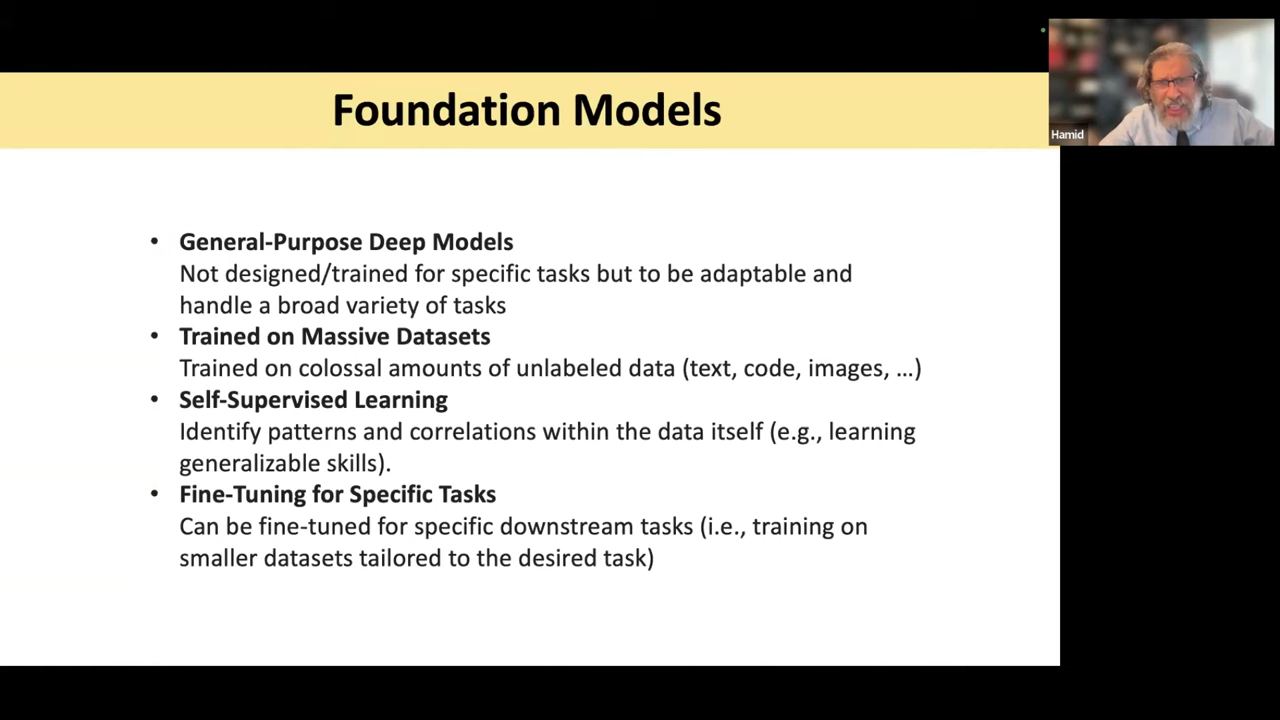 Foundation Models
Hamid
• General-Purpose Deep Models
Not designed/trained for specific tasks but to be adaptable and
handle a broad variety of tasks
• Trained on Massive Datasets
Trained on colossal amounts of unlabeled data (text, code, images, ...)
• Self-Supervised Learning
Identify patterns and correlations within the data itself (e.g., learning
generalizable skills).
• Fine-Tuning for Specific Tasks
Can be fine-tuned for specific downstream tasks (i.e., training on
smaller datasets tailored to the desired task)